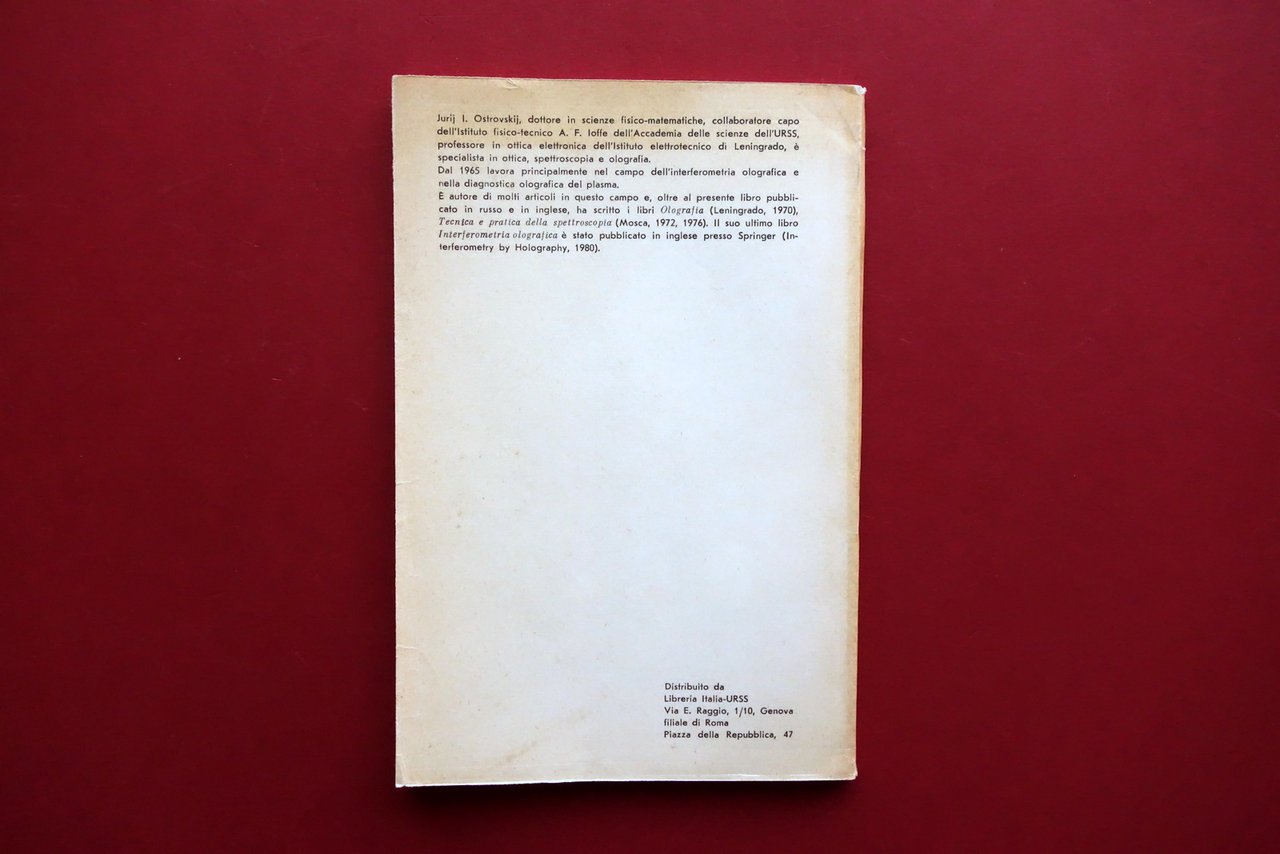 Jurij I. Ostrovskij, dottore in scienze fisico-matematiche, collaboratore capo
dell'Istituto fisico-tecnico A. F. Ioffe dell'Accademia delle scienze dell'URSS,
professore in ottica elettronica dell'Istituto elettrotecnico di Leningrado, è
specialista in ottica, spettroscopia e olografia.
Dal 1965 lavora principalmente nel campo dell'interferometria olografica e
nella diagnostica olografica del plasma.
È autore di molti articoli in questo campo e, oltre al presente libro pubbli-
cato in russo e in inglese, ha scritto i libri Olografia (Leningrado, 1970),
Tecnica e pratica della spettroscopia (Mosca, 1972, 1976). Il suo ultimo libro
Interferometria olografica è stato pubblicato in inglese presso Springer (In-
terferometry by Holography, 1980).
Distribuito da
Libreria Italia-URSS
Via E. Raggio, 1/10, Genova
filiale di Roma
Piazza della Repubblica, 47